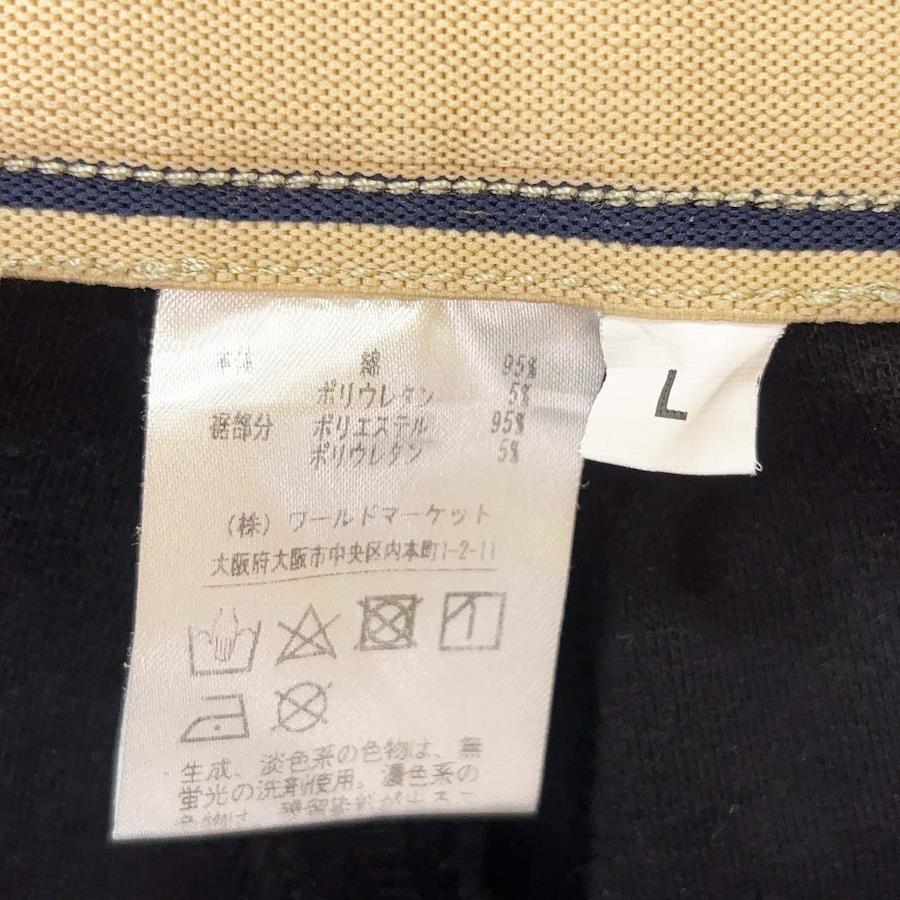 本体 綿 95%
ポリウレタン 5%
裾部分 ポリエステル 95%
ポリウレタン 5%
(株)ワールドマーケット
大阪府大阪市中央区内本町1-2-11
生成、淡色系の色物は、無
蛍光の洗剤使用。濃色系の
L